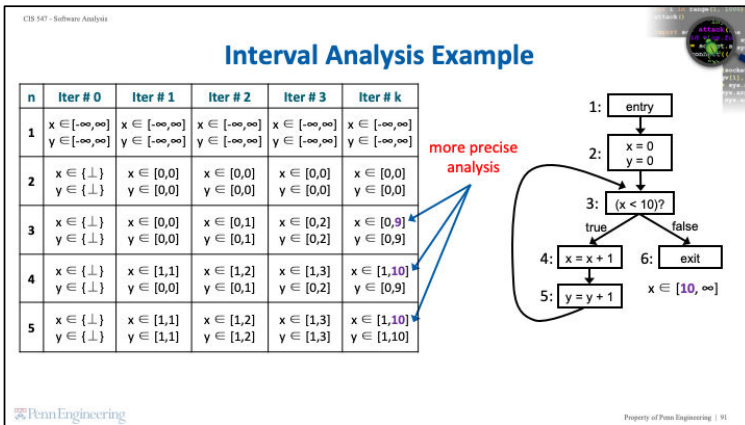 CIS 547 - Software Analysis
attack()
attack(
Interval Analysis Example
n Iter # 0 Iter # 1 Iter # 2 Iter # 3 Iter # k
1 x ∈[-∞,∞] x ∈[-∞,∞] x ∈[-∞,∞] x ∈[-∞,∞] x ∈[-∞,∞]
y ∈[-∞,∞] y ∈[-∞,∞] y ∈[-∞,∞] y ∈[-∞,∞] y ∈[-∞,∞]
2 x ∈ {⊥} x ∈ [0,0] x ∈ [0,0] x ∈ [0,0] x ∈ [0,0]
y ∈ {⊥} y ∈ [0,0] y ∈ [0,0] y ∈ [0,0] y ∈ [0,0]
3 x ∈ {⊥} x ∈ [0,0] x ∈ [0,1] x ∈ [0,2] x ∈ [0,9]
y ∈ {⊥} y ∈ [0,0] y ∈ [0,1] y ∈ [0,2] y ∈ [0,9]
4 x ∈ {⊥} x ∈ [1,1] x ∈ [1,2] x ∈ [1,3] x ∈ [1,10]
y ∈ {⊥} y ∈ [0,0] y ∈ [0,1] y ∈ [0,2] y ∈ [0,9]
5 x ∈ {⊥} x ∈ [1,1] x ∈ [1,2] x ∈ [1,3] x ∈ [1,10]
y ∈ {⊥} y ∈ [1,1] y ∈ [1,2] y ∈ [1,3] y ∈ [1,10]
more precise
analysis
1: entry
2: x = 0
y = 0
3: (x < 10)?
true false
4: x = x + 1 6: exit
x ∈ [10, ∞]
5: y = y + 1
Penn Engineering
Property of Penn Engineering | 91